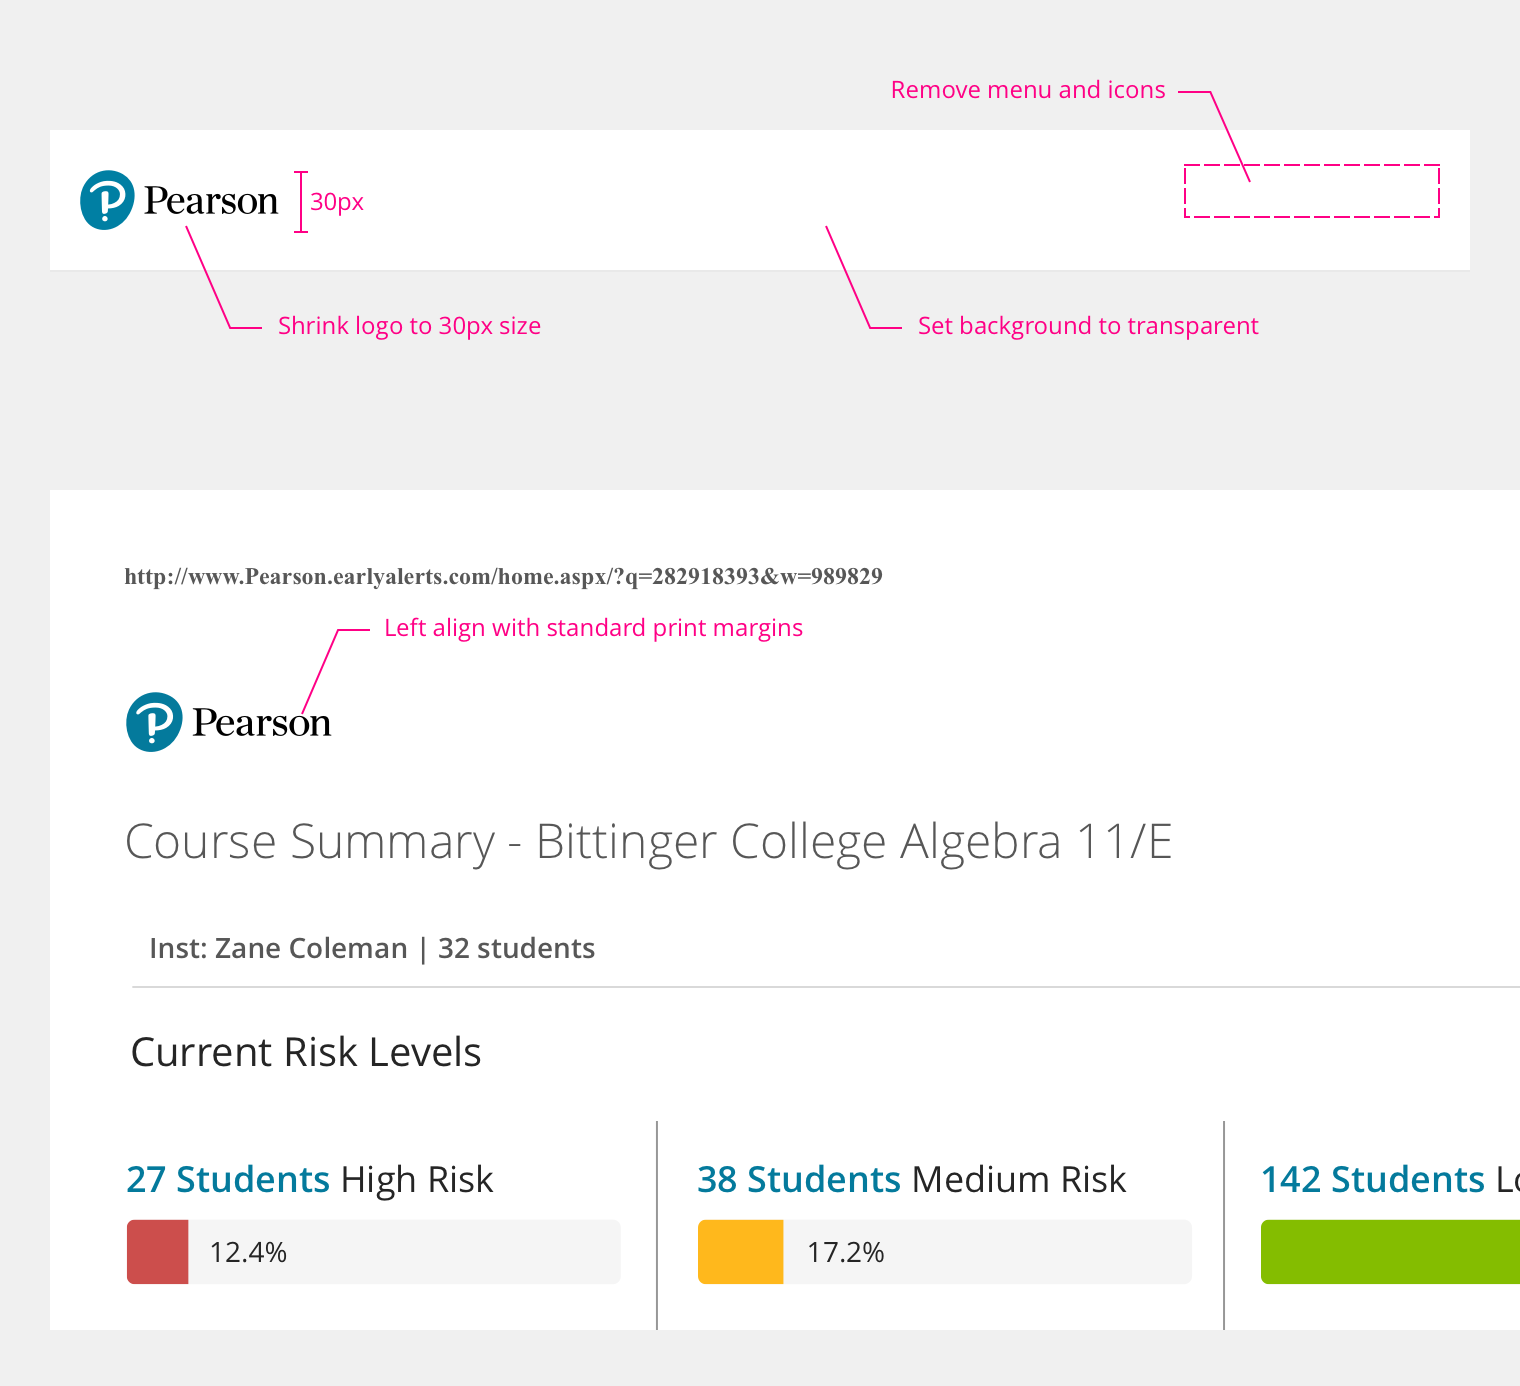 Remove menu and icons
Pearson
30px
Shrink logo to 30px size
Set background to transparent
http://www.Pearson.earlyalerts.com/home.aspx/?q=282918393&w=989829
Left align with standard print margins
Pearson
Course Summary - Bittinger College Algebra 11/E
Inst: Zane Coleman | 32 students
Current Risk Levels
27 Students High Risk
38 Students Medium Risk
142 Students
12.4%
17.2%